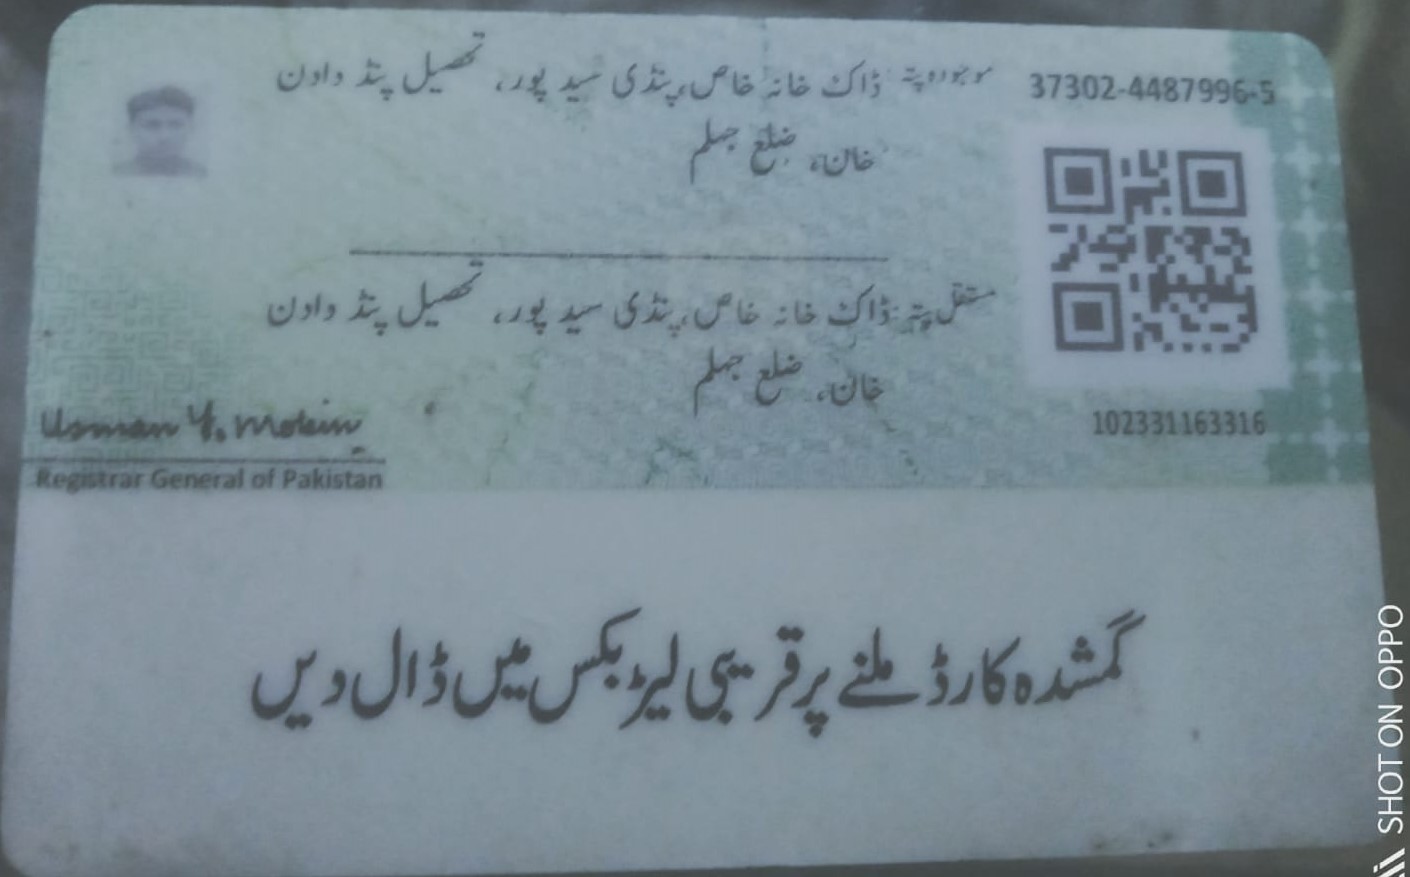 37302-4487996-5
موجودہ پتہ: ڈاک خانہ خاص، پنڈی سید پور، تحصیل پنڈ دادن
خان، ضلع جہلم
مستقل پتہ: ڈاک خانہ خاص، پنڈی سید پور، تحصیل پنڈ دادن
خان، ضلع جہلم
102331163316
Usman Y. Mobin
Registrar General of Pakistan
گمشدہ کارڈ ملنے پر قریبی لیٹر بکس میں ڈال دیں
SHOT ON OPPO